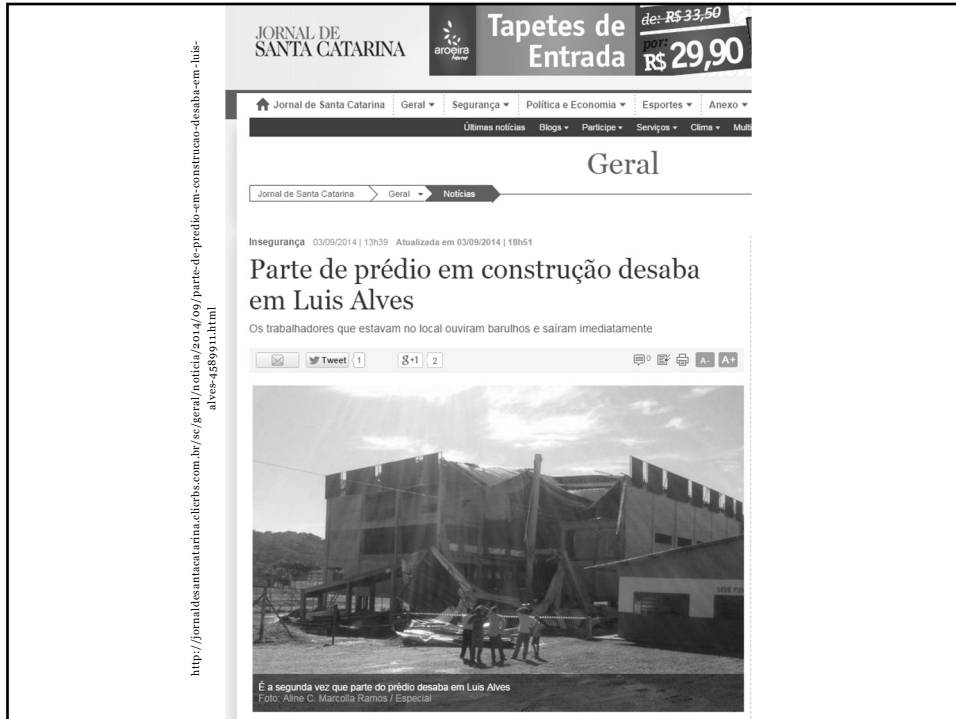 http://jornaldesantacatarina.clicrbs.com.br/sc/geral/noticia/2014/09/parte-de-predio-em-construcao-desaba-em-luis-
alves-4589911.html
JORNAL DE
SANTA CATARINA
aroeira
home
Tapetes de
Entrada
de: R$ 33,50
por:
R$ 29,90
Jornal de Santa Catarina Geral Segurança Política e Economia Esportes Anexo
Últimas notícias Blogs Participe Serviços Clima Multi
Geral
Jornal de Santa Catarina Geral Notícias
Insegurança 03/09/2014 | 13h39 Atualizada em 03/09/2014 | 18h51
Parte de prédio em construção desaba
em Luis Alves
Os trabalhadores que estavam no local ouviram barulhos e saíram imediatamente
Tweet 1 g+1 2 0 A- A+
SEDE
É a segunda vez que parte do prédio desaba em Luis Alves
Foto: Aline C. Marcolla Ramos / Especial